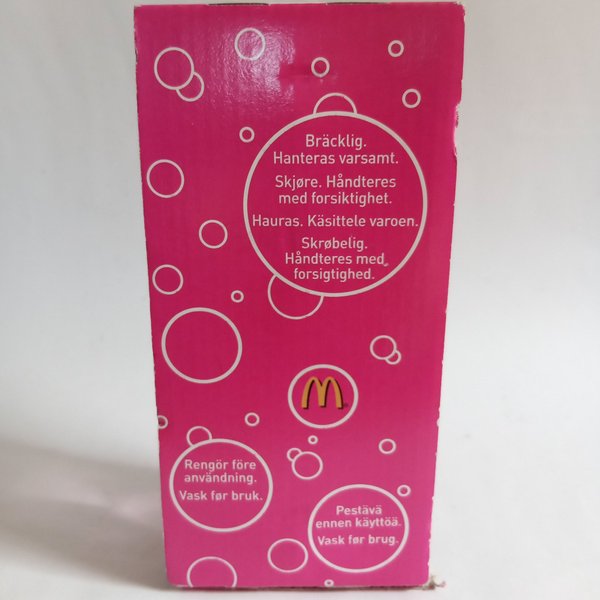 Bräcklig.
Hanteras varsamt.
Skjøre. Håndteres
med forsiktighet.
Hauras. Käsittele varoen.
Skrøbelig.
Håndteres med
forsigtighed.
M
Rengör före
användning.
Vask før bruk.
Pestävä
ennen käyttöä.
Vask før brug.